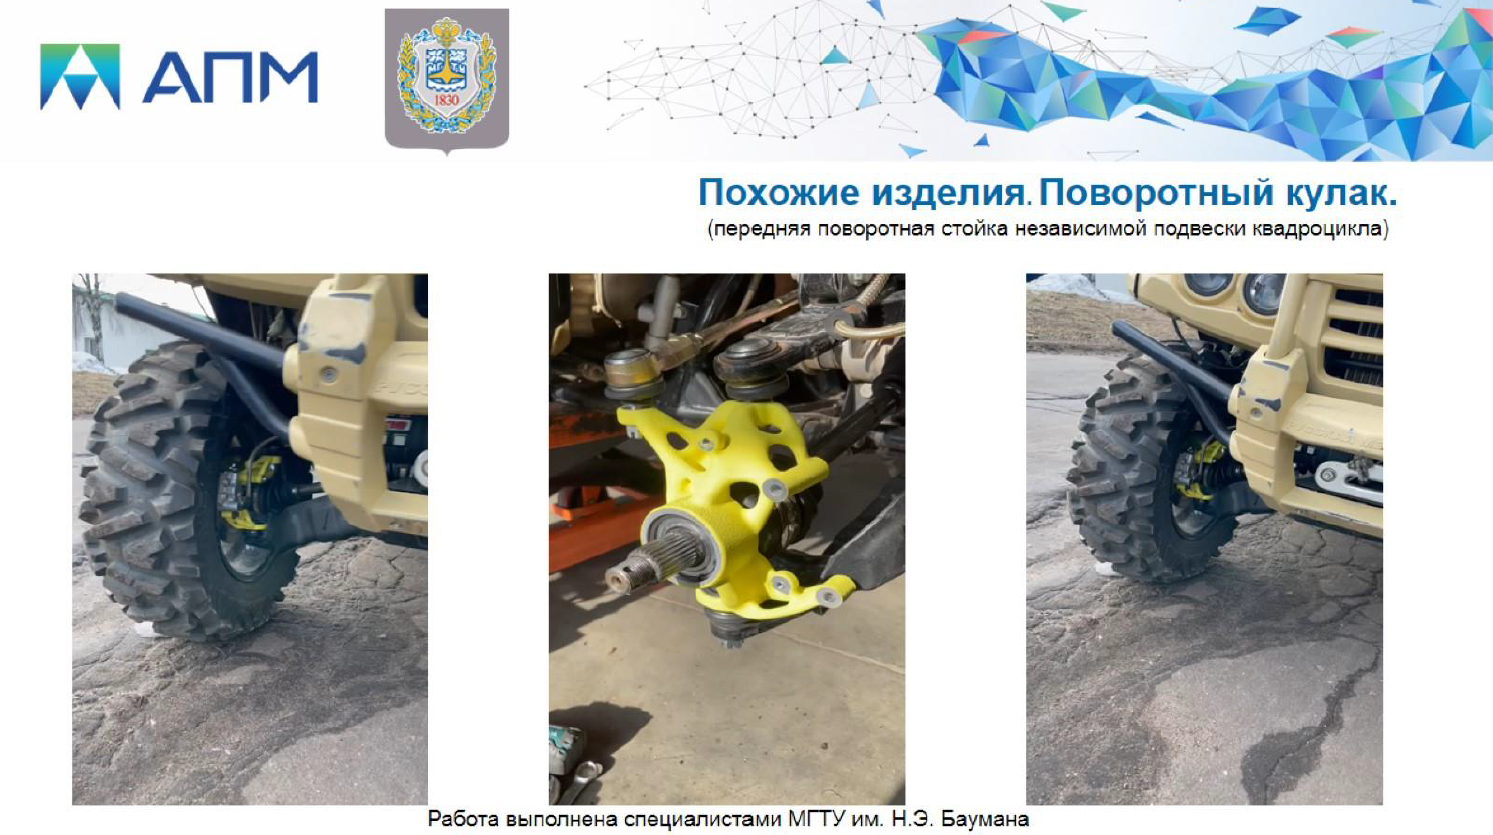 АПМ
1830
Похожие изделия. Поворотный кулак.
(передняя поворотная стойка независимой подвески квадроцикла)
Работа выполнена специалистами МГТУ им. Н.Э. Баумана